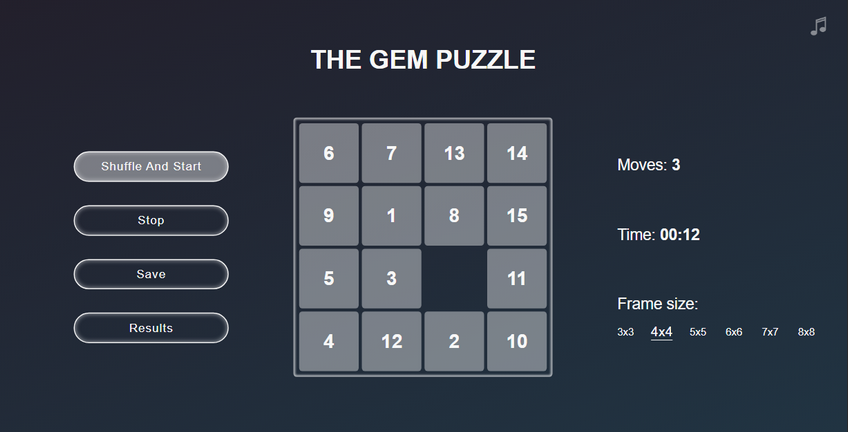 THE GEM PUZZLE
Shuffle And Start
Stop
Save
Results
6 7 13 14
9 1 8 15
5 3 11
4 12 2 10
Moves: 3
Time: 00:12
Frame size:
3x3 4x4 5x5 6x6 7x7 8x8